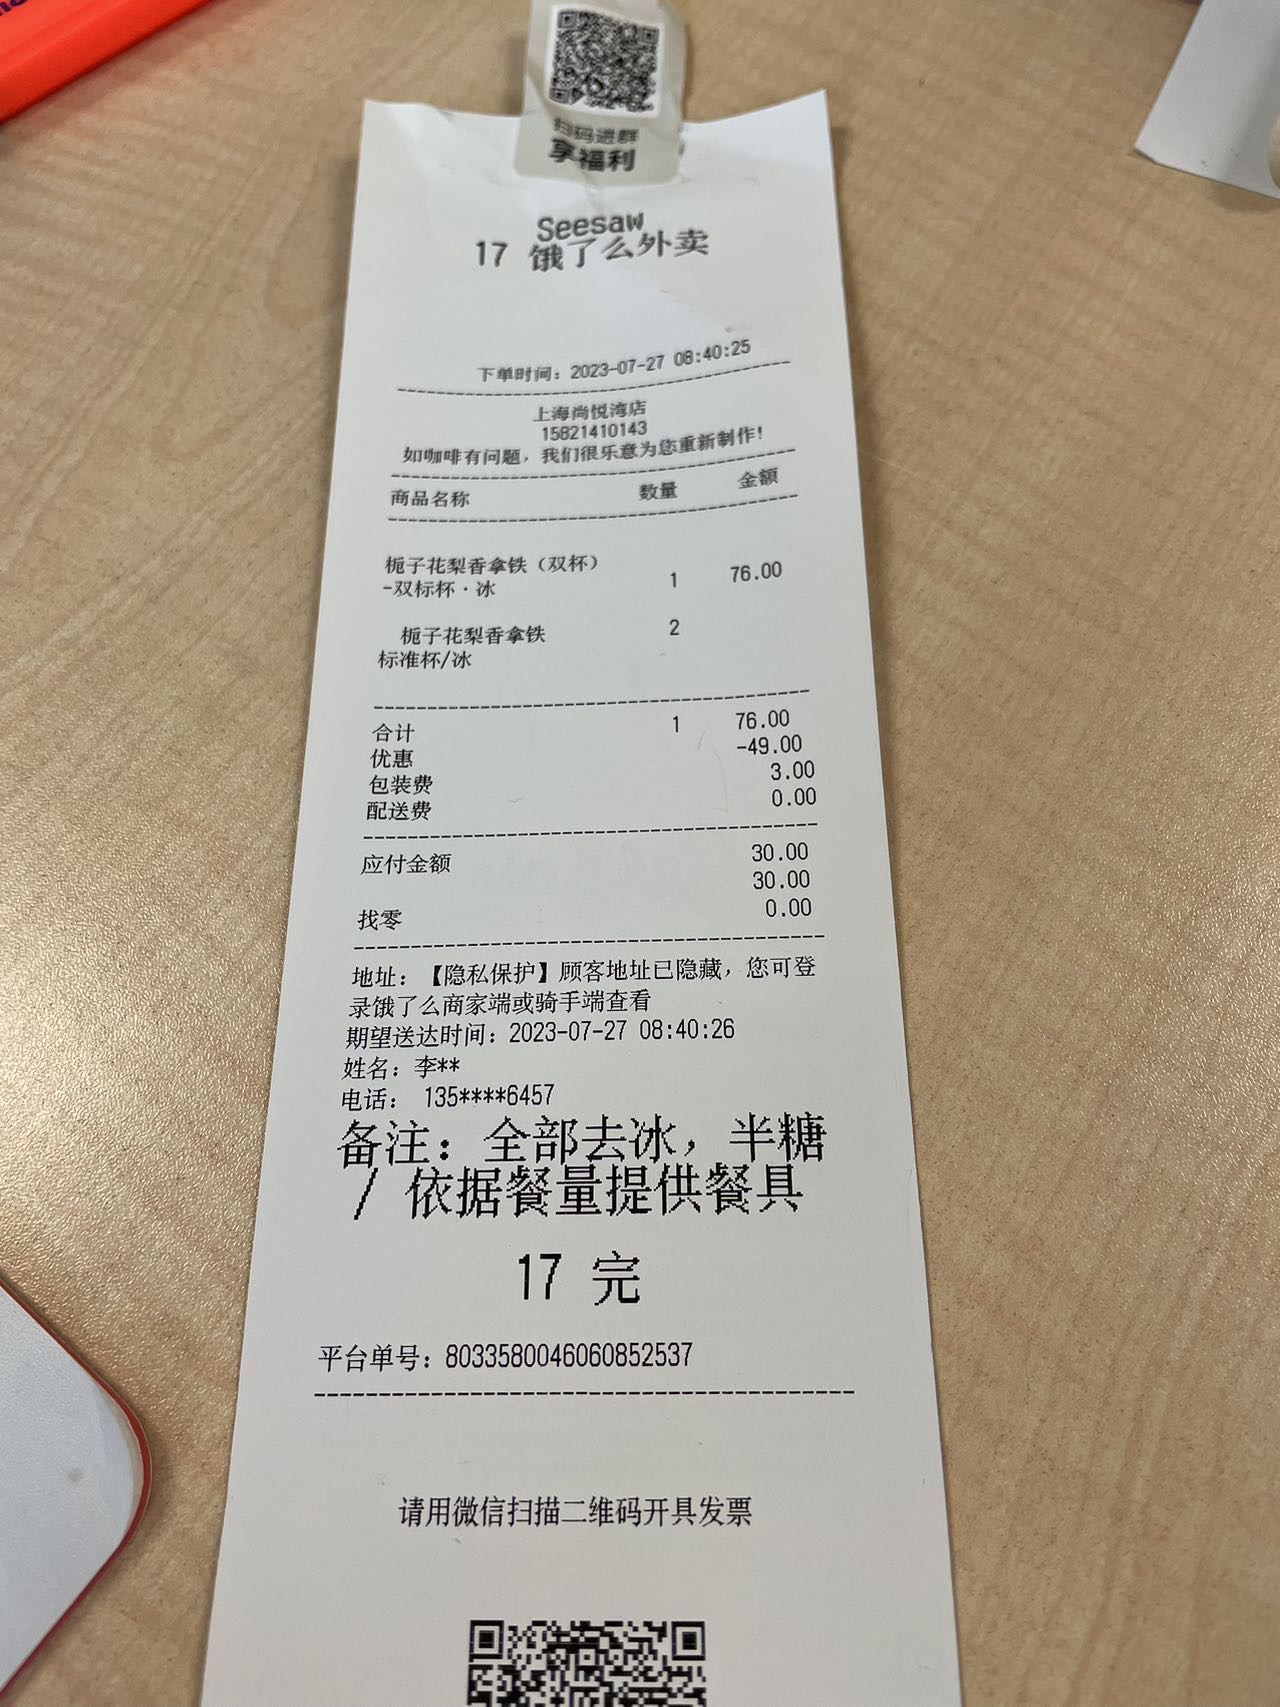 扫码进群
享福利
Seesaw
17 饿了么外卖
下单时间：2023-07-27 08:40:25
上海尚悦湾店
15821410143
如咖啡有问题，我们很乐意为您重新制作！
商品名称 数量 金额
栀子花梨香拿铁（双杯）
-双标杯·冰 1 76.00
栀子花梨香拿铁 2
标准杯/冰
合计 1 76.00
优惠 -49.00
包装费 3.00
配送费 0.00
应付金额 30.00
30.00
找零 0.00
地址：【隐私保护】顾客地址已隐藏，您可登
录饿了么商家端或骑手端查看
期望送达时间：2023-07-27 08:40:26
姓名：李**
电话： 135****6457
备注：全部去冰，半糖
/ 依据餐量提供餐具
17 完
平台单号：8033580046060852537
请用微信扫描二维码开具发票